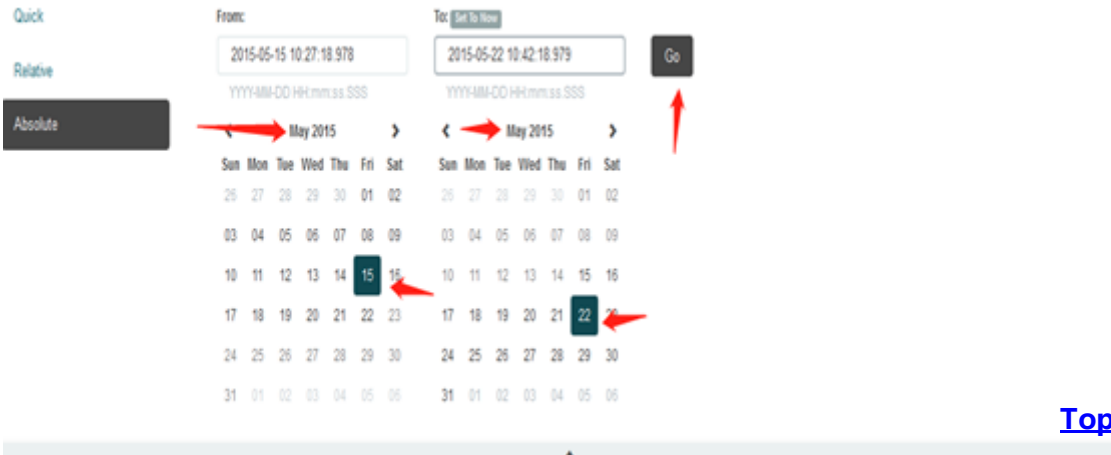 Quick
Relative
Absolute
From:
2015-05-15 10:27:18.978
YYYY-MM-DD HH:mm:ss.SSS
May 2015
Sun Mon Tue Wed Thu Fri Sat
26 27 28 29 30 01 02
03 04 05 06 07 08 09
10 11 12 13 14 15 16
17 18 19 20 21 22 23
24 25 26 27 28 29 30
31 01 02 03 04 05 06
To: Set To Now
2015-05-22 10:42:18.979
YYYY-MM-DD HH:mm:ss.SSS
May 2015
Sun Mon Tue Wed Thu Fri Sat
26 27 28 29 30 01 02
03 04 05 06 07 08 09
10 11 12 13 14 15 16
17 18 19 20 21 22 23
24 25 26 27 28 29 30
31 01 02 03 04 05 06
Go
Top